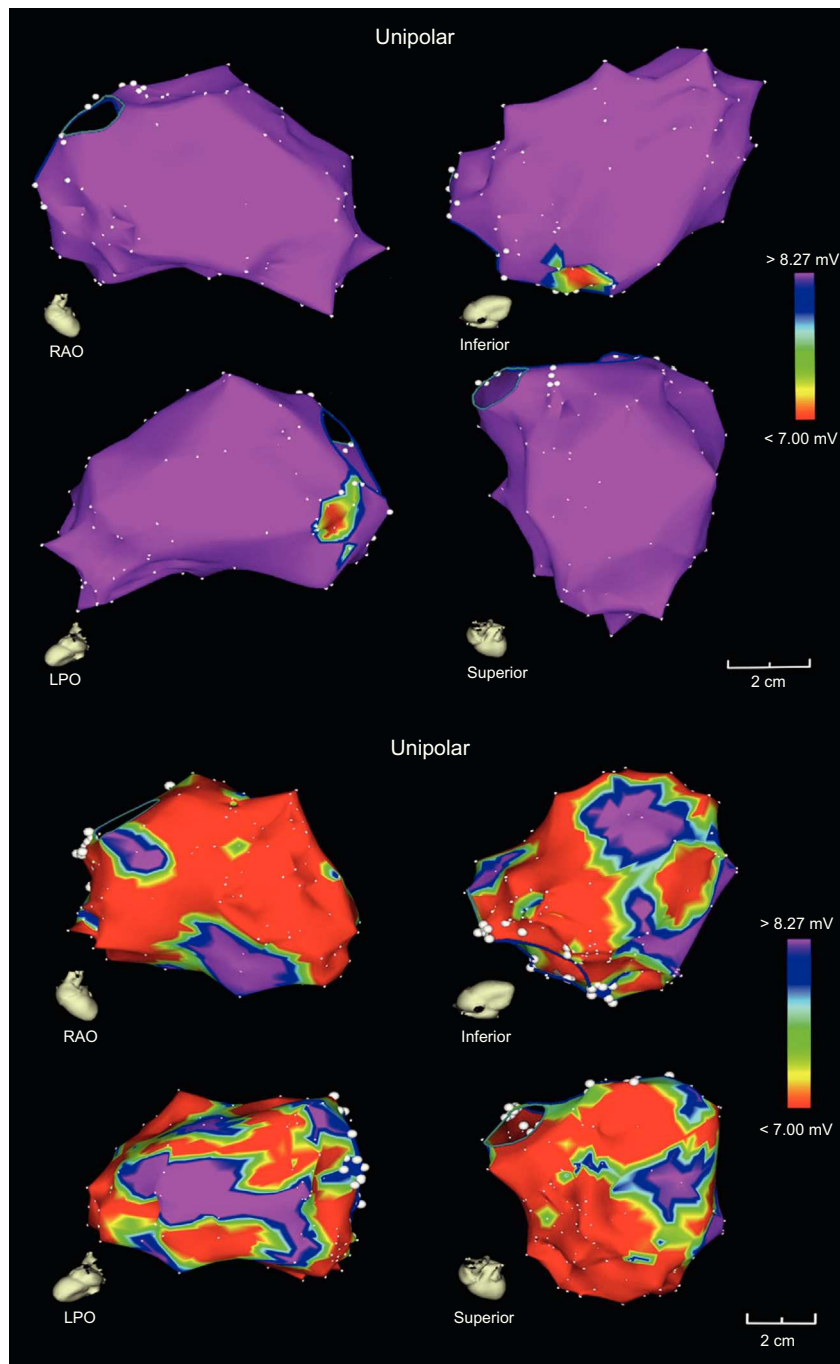 Unipolar
> 8.27 mV
RAO
Inferior
< 7.00 mV
LPO
Superior
2 cm
Unipolar
> 8.27 mV
RAO
Inferior
< 7.00 mV
LPO
Superior
2 cm